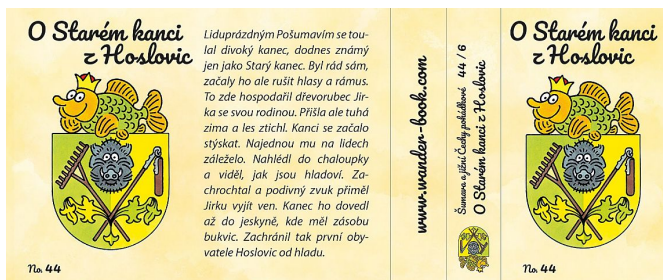 O Starém kanci
z Hoslovic
No. 44
Liduprázdným Pošumavím se tou-
lal divoký kanec, dodnes známý
jen jako Starý kanec. Byl rád sám,
začaly ho ale rušit hlasy a rámus.
To zde hospodařil dřevorubec Jir-
ka se svou rodinou. Přišla ale tuhá
zima a les ztichl. Kanci se začalo
stýskat. Najednou mu na lidech
záleželo. Nahlédl do chaloupky
a viděl, jak jsou hladoví. Za-
chrochtal a podivný zvuk přiměl
Jirku vyjít ven. Kanec ho dovedl
až do jeskyně, kde měl zásobu
bukvic. Zachránil tak první oby-
vatele Hoslovic od hladu.
www.wander-book.com
Šumava a jižní Čechy pohádkové 44 / 6
O Starém kanci z Hoslovic
O Starém kanci
z Hoslovic
No. 44